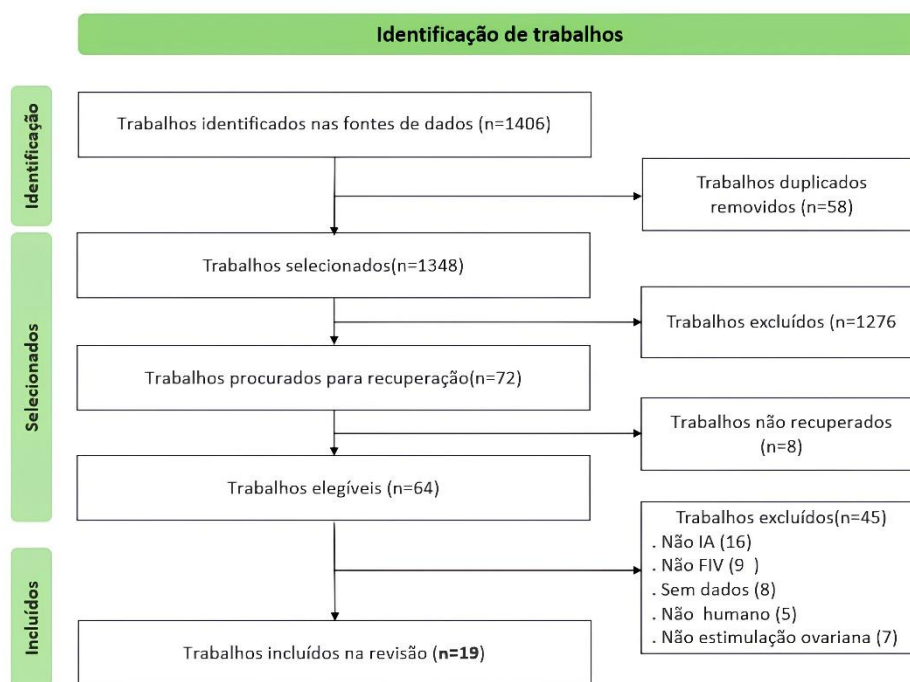 Identificação de trabalhos
Identificação
Trabalhos identificados nas fontes de dados (n=1406)
Trabalhos duplicados
removidos (n=58)
Selecionados
Trabalhos selecionados(n=1348)
Trabalhos excluídos (n=1276
Trabalhos procurados para recuperação(n=72)
Trabalhos não recuperados
(n=8)
Trabalhos elegíveis (n=64)
Trabalhos excluídos(n=45)
. Não IA (16)
. Não FIV (9  )
. Sem dados (8)
. Não  humano (5)
. Não estimulação ovariana (7)
Incluídos
Trabalhos incluídos na revisão (n=19)